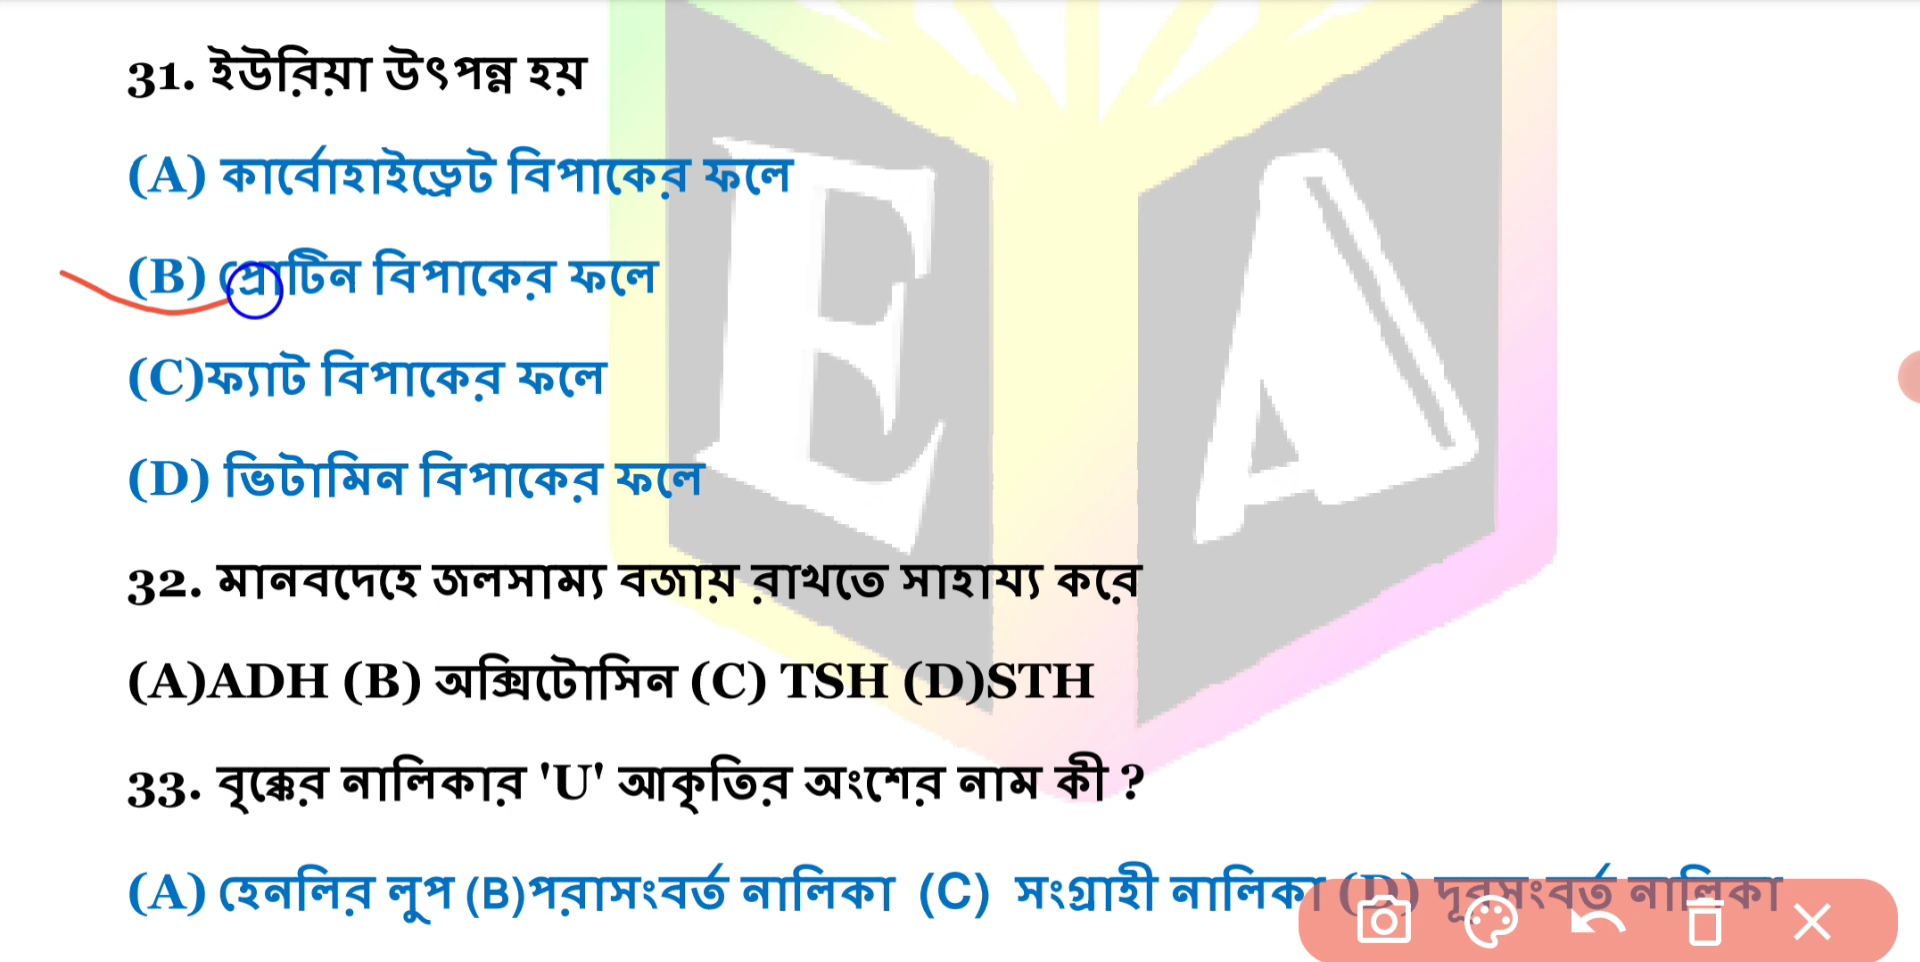 31. ইউরিয়া উৎপন্ন হয়
(A) কার্বোহাইড্রেট বিপাকের ফলে
(B) প্রোটিন বিপাকের ফলে
(C)ফ্যাট বিপাকের ফলে
(D) ভিটামিন বিপাকের ফলে
32. মানবদেহে জলসাম্য বজায় রাখতে সাহায্য করে
(A)ADH (B) অক্সিটোসিন (C) TSH (D)STH
33. বৃক্কের নালিকার 'U' আকৃতির অংশের নাম কী ?
(A) হেনলির লুপ (B)পরাসংবর্ত নালিকা (C) সংগ্রাহী নালিকা (D) দূরসংবর্ত নালিকা
E A